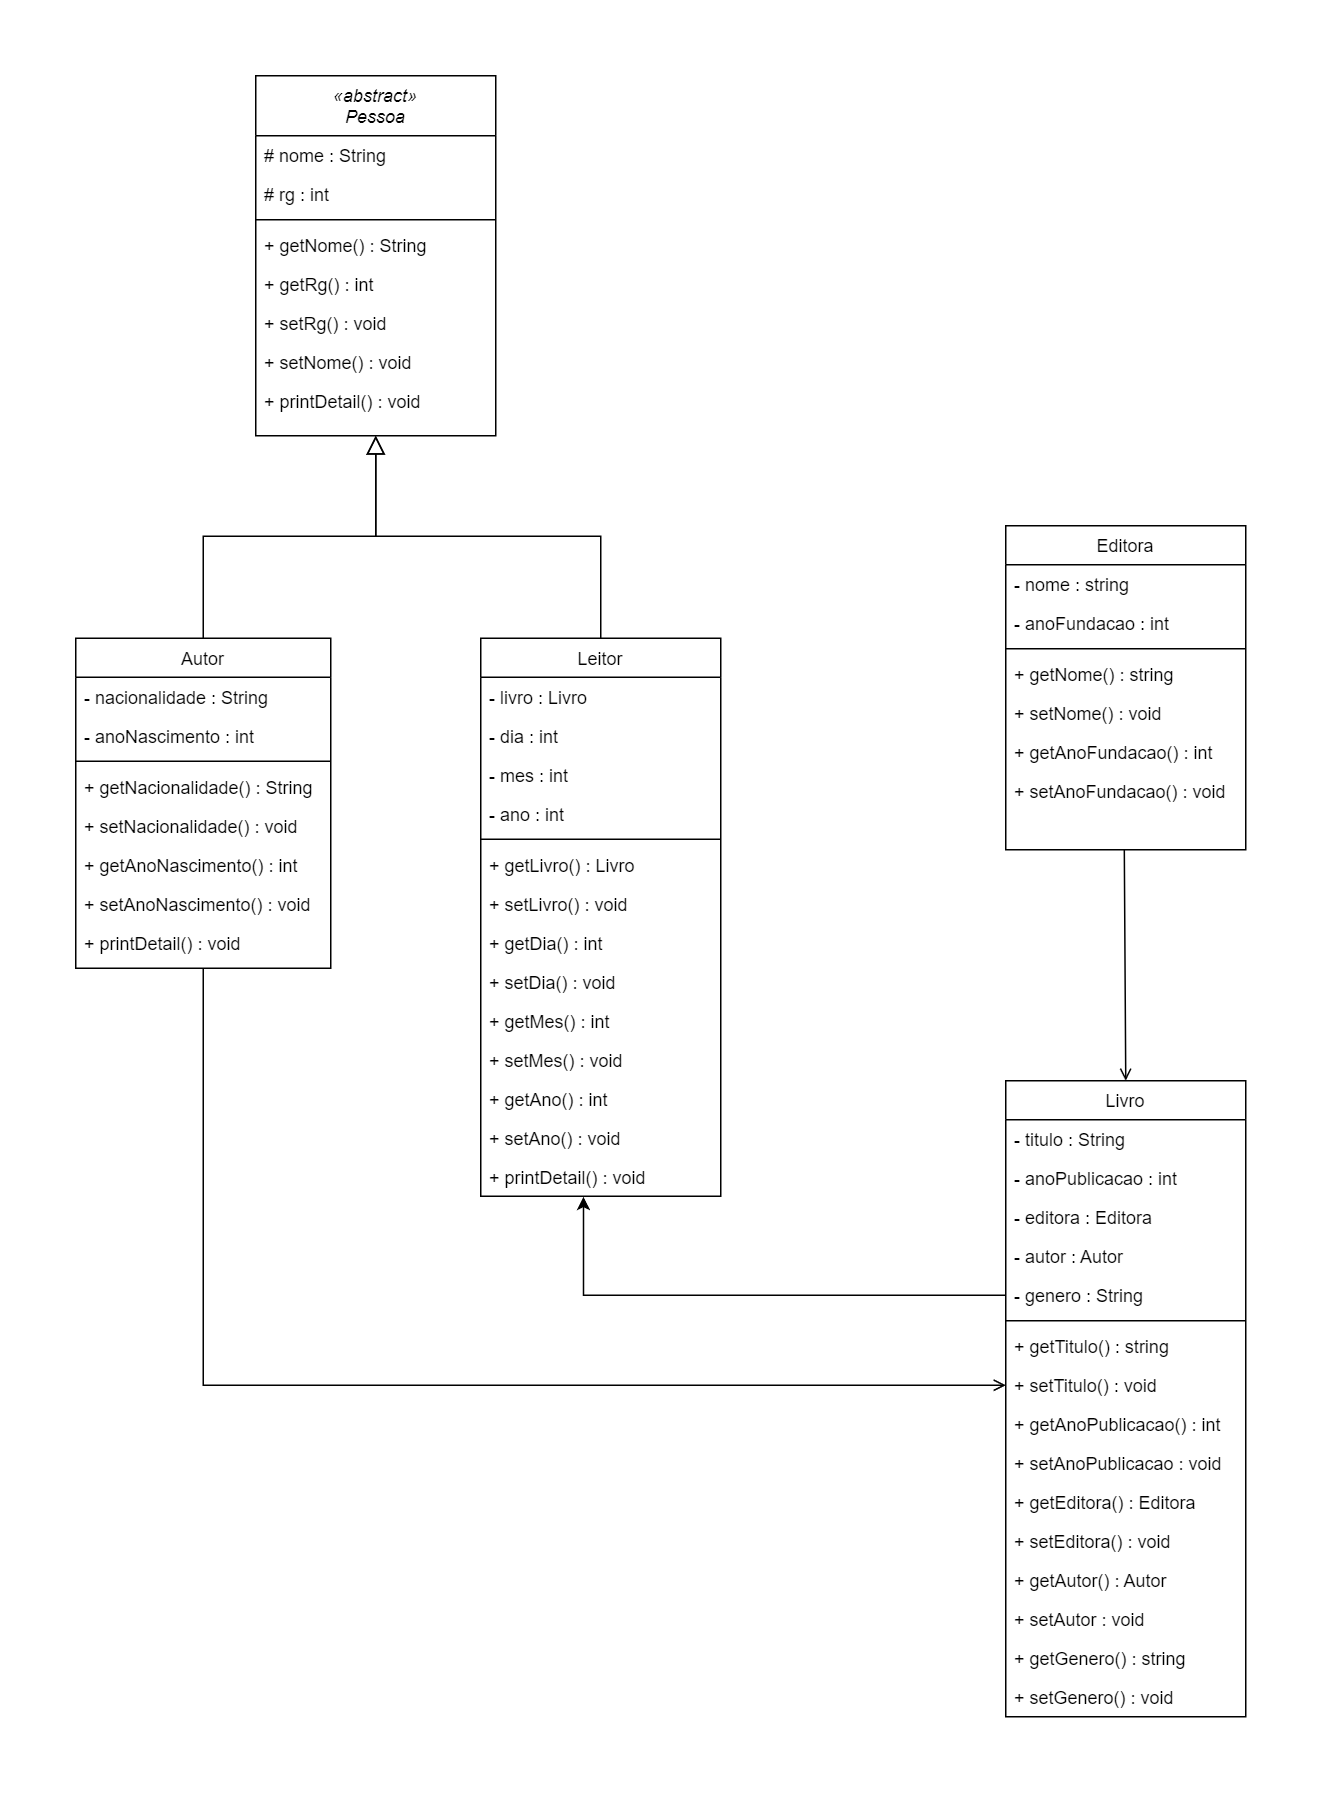 «abstract»
Pessoa
# nome : String
# rg : int
+ getNome() : String
+ getRg() : int
+ setRg() : void
+ setNome() : void
+ printDetail() : void
Autor
- nacionalidade : String
- anoNascimento : int
+ getNacionalidade() : String
+ setNacionalidade() : void
+ getAnoNascimento() : int
+ setAnoNascimento() : void
+ printDetail() : void
Leitor
- livro : Livro
- dia : int
- mes : int
- ano : int
+ getLivro() : Livro
+ setLivro() : void
+ getDia() : int
+ setDia() : void
+ getMes() : int
+ setMes() : void
+ getAno() : int
+ setAno() : void
+ printDetail() : void
Editora
- nome : string
- anoFundacao : int
+ getNome() : string
+ setNome() : void
+ getAnoFundacao() : int
+ setAnoFundacao() : void
Livro
- titulo : String
- anoPublicacao : int
- editora : Editora
- autor : Autor
- genero : String
+ getTitulo() : string
+ setTitulo() : void
+ getAnoPublicacao() : int
+ setAnoPublicacao : void
+ getEditora() : Editora
+ setEditora() : void
+ getAutor() : Autor
+ setAutor : void
+ getGenero() : string
+ setGenero() : void